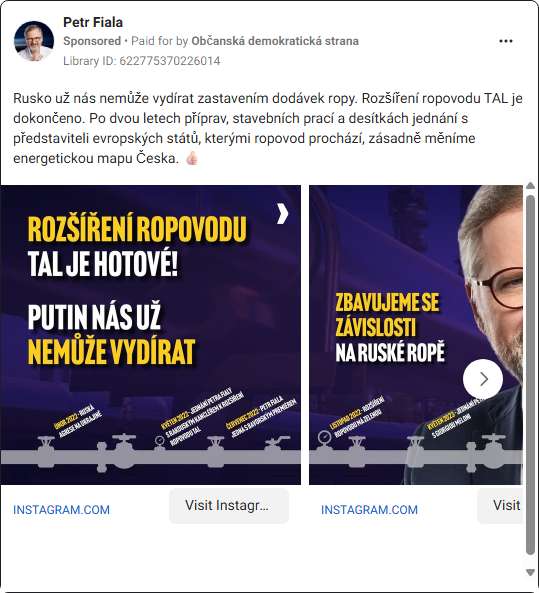 Petr Fiala
Sponsored • Paid for by Občanská demokratická strana
Library ID: 622775370226014
Rusko už nás nemůže vydírat zastavením dodávek ropy. Rozšíření ropovodu TAL je
dokončeno. Po dvou letech příprav, stavebních prací a desítkách jednání s
představiteli evropských států, kterými ropovod prochází, zásadně měníme
energetickou mapu Česka. 👍🏻
ROZŠÍŘENÍ ROPOVODU
TAL JE HOTOVÉ!
PUTIN NÁS UŽ
NEMŮŽE VYDÍRAT
ÚNOR 2022 - RUSKÁ
AGRESE NA UKRAJINĚ
KVĚTEN 2022 - JEDNÁNÍ PETRA FIALY
S RAKOUSKÝM KANCLÉŘEM K ROZŠÍŘENÍ
ROPOVODU TAL
ČERVENEC 2022 - PETR FIALA
JEDNÁ S BAVORSKÝM PREMIÉREM
ZBAVUJEME SE
ZÁVISLOSTI
NA RUSKÉ ROPĚ
LISTOPAD 2022 - ROZŠÍŘENÍ
ROPOVODU MÁ ZELENOU
KVĚTEN 2023 - JEDNÁNÍ
S GIORGIOU MELONI
INSTAGRAM.COM
Visit Instagr...
INSTAGRAM.COM
Visit